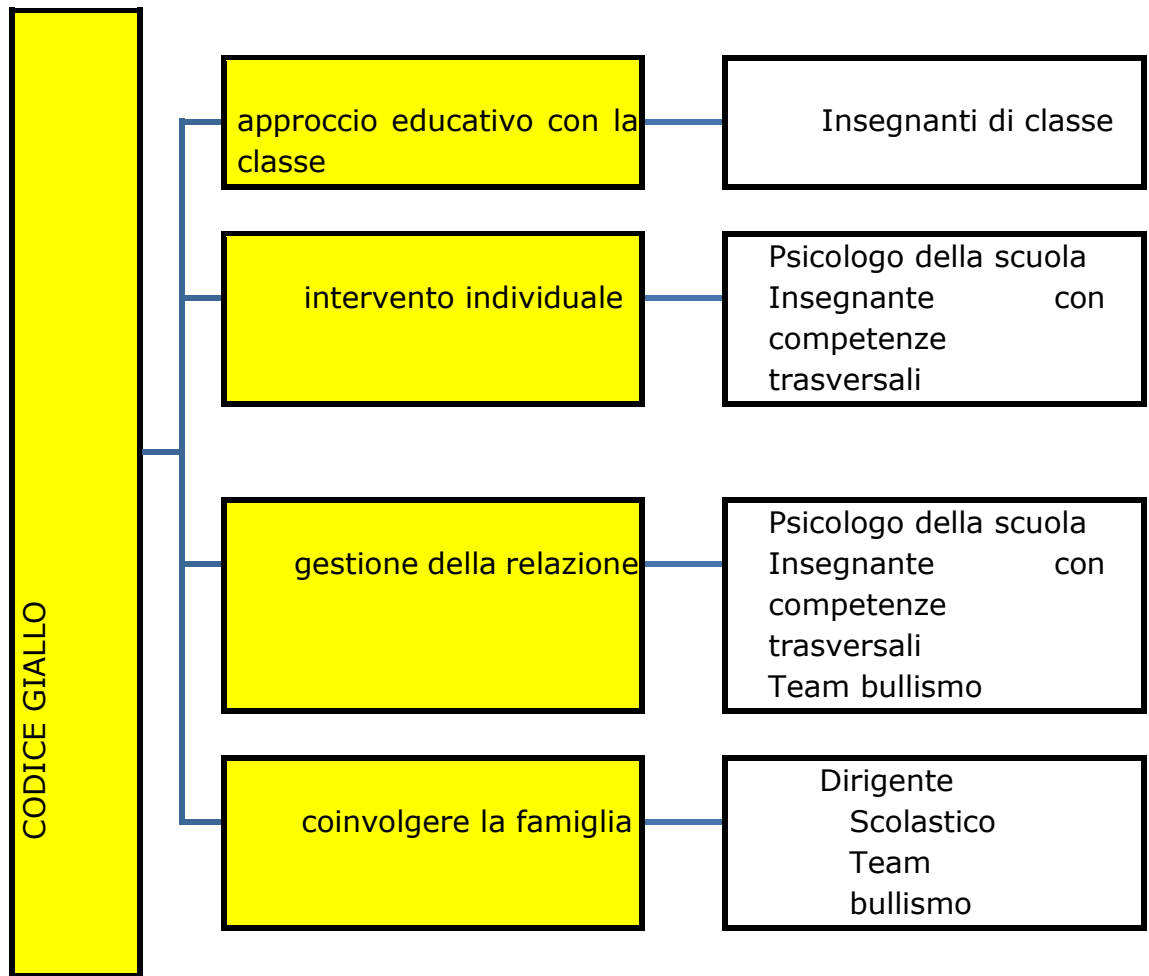 CODICE GIALLO
approccio educativo con la
classe
Insegnanti di classe
intervento individuale
Psicologo della scuola
Insegnante con
competenze
trasversali
gestione della relazione
Psicologo della scuola
Insegnante con
competenze
trasversali
Team bullismo
coinvolgere la famiglia
Dirigente
Scolastico
Team
bullismo